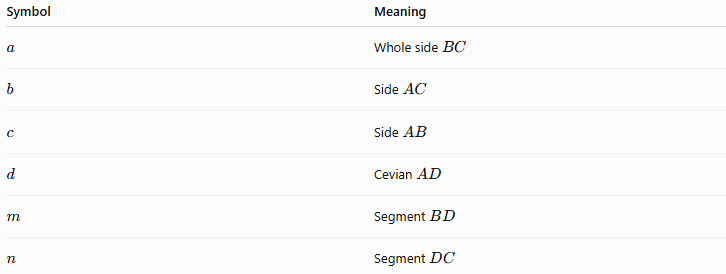 Symbol Meaning
a Whole side BC
b Side AC
c Side AB
d Cevian AD
m Segment BD
n Segment DC